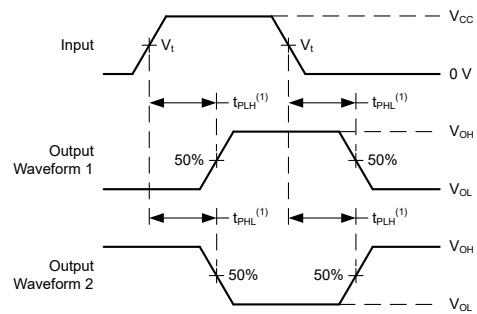 V_CC
Input
V_t
V_t
0 V
t_PLH^(1)
t_PHL^(1)
V_OH
Output
Waveform 1
50%
50%
V_OL
t_PHL^(1)
t_PLH^(1)
V_OH
Output
Waveform 2
50%
50%
V_OL